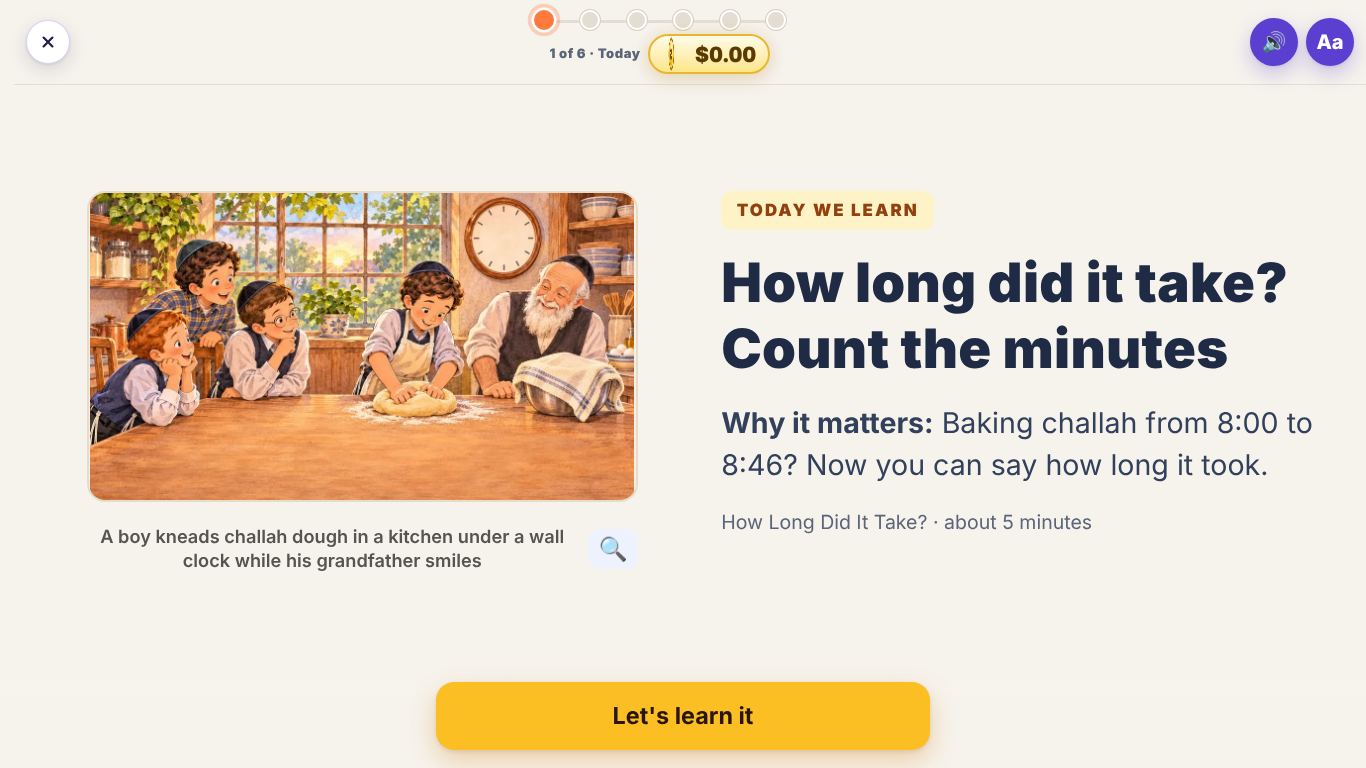 1 of 6 · Today
$0.00
Aa
TODAY WE LEARN
How long did it take?
Count the minutes
Why it matters: Baking challah from 8:00 to
8:46? Now you can say how long it took.
How Long Did It Take? · about 5 minutes
A boy kneads challah dough in a kitchen under a wall
clock while his grandfather smiles
Let's learn it